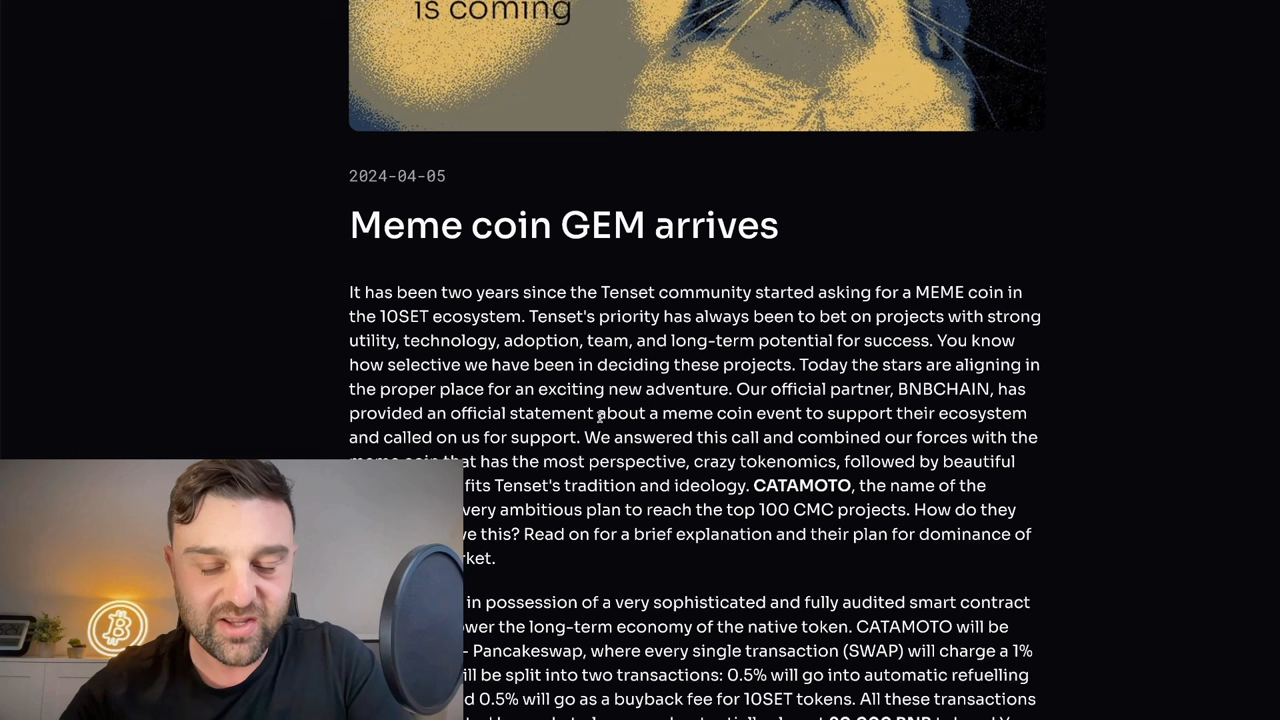 is coming
2024-04-05
Meme coin GEM arrives
It has been two years since the Tenset community started asking for a MEME coin in
the 10SET ecosystem. Tenset's priority has always been to bet on projects with strong
utility, technology, adoption, team, and long-term potential for success. You know
how selective we have been in deciding these projects. Today the stars are aligning in
the proper place for an exciting new adventure. Our official partner, BNBCHAIN, has
provided an official statement about a meme coin event to support their ecosystem
and called on us for support. We answered this call and combined our forces with the
meme coin that has the most perspective, crazy tokenomics, followed by beautiful
fits Tenset's tradition and ideology. CATAMOTO, the name of the
very ambitious plan to reach the top 100 CMC projects. How do they
this? Read on for a brief explanation and their plan for dominance of
in possession of a very sophisticated and fully audited smart contract
the long-term economy of the native token. CATAMOTO will be
- Pancakeswap, where every single transaction (SWAP) will charge a 1%
be split into two transactions: 0.5% will go into automatic refuelling
0.5% will go as a buyback fee for 10SET tokens. All these transactions